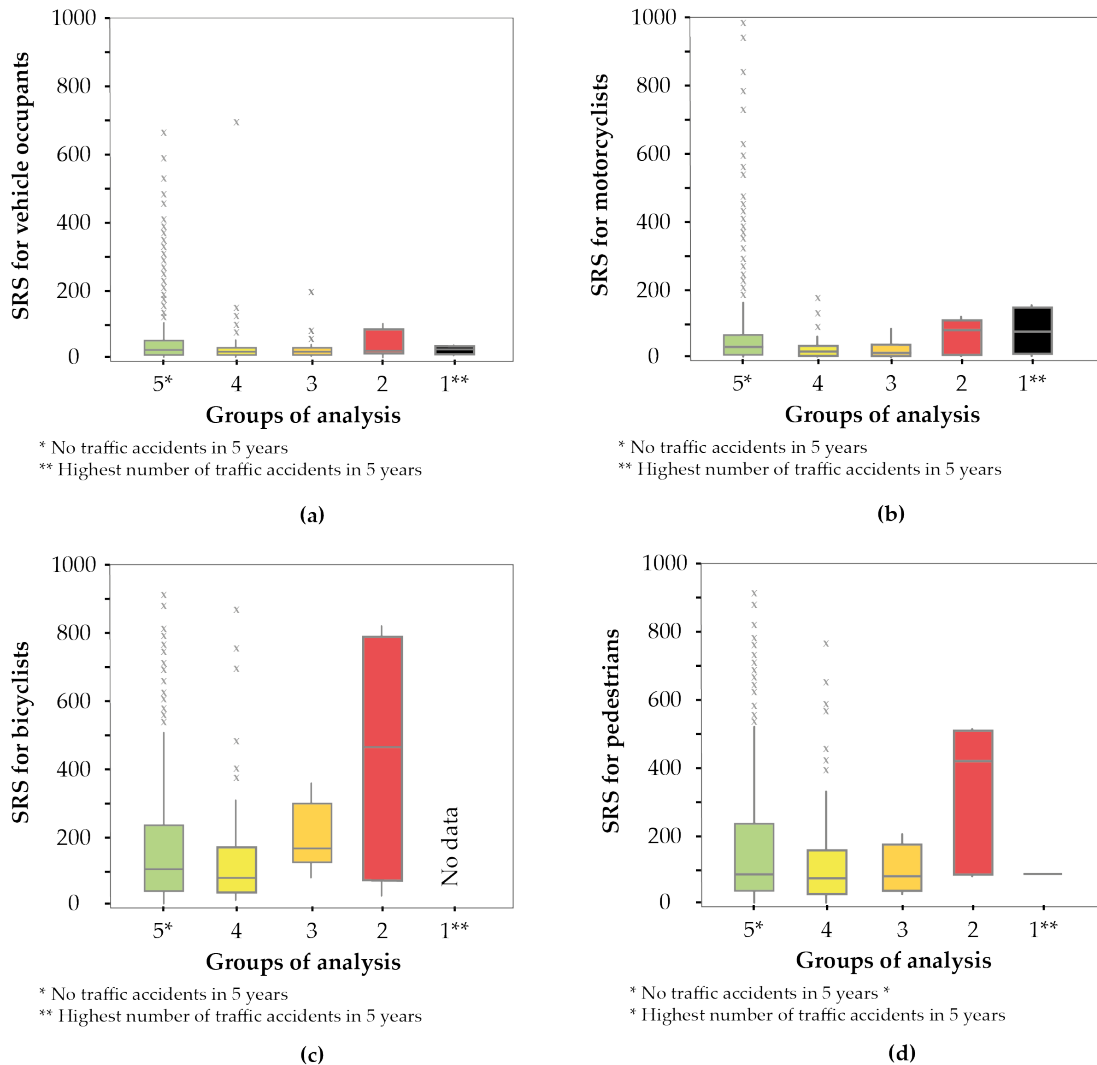 1000
800
600
400
200
0
SRS for vehicle occupants
5* 4 3 2 1**
Groups of analysis
* No traffic accidents in 5 years
** Highest number of traffic accidents in 5 years
(a)
1000
800
600
400
200
0
SRS for motorcyclists
5* 4 3 2 1**
Groups of analysis
* No traffic accidents in 5 years
** Highest number of traffic accidents in 5 years
(b)
1000
800
600
400
200
0
SRS for bicyclists
No data
5* 4 3 2 1**
Groups of analysis
* No traffic accidents in 5 years
** Highest number of traffic accidents in 5 years
(c)
1000
800
600
400
200
0
SRS for pedestrians
5* 4 3 2 1**
Groups of analysis
* No traffic accidents in 5 years *
* Highest number of traffic accidents in 5 years
(d)